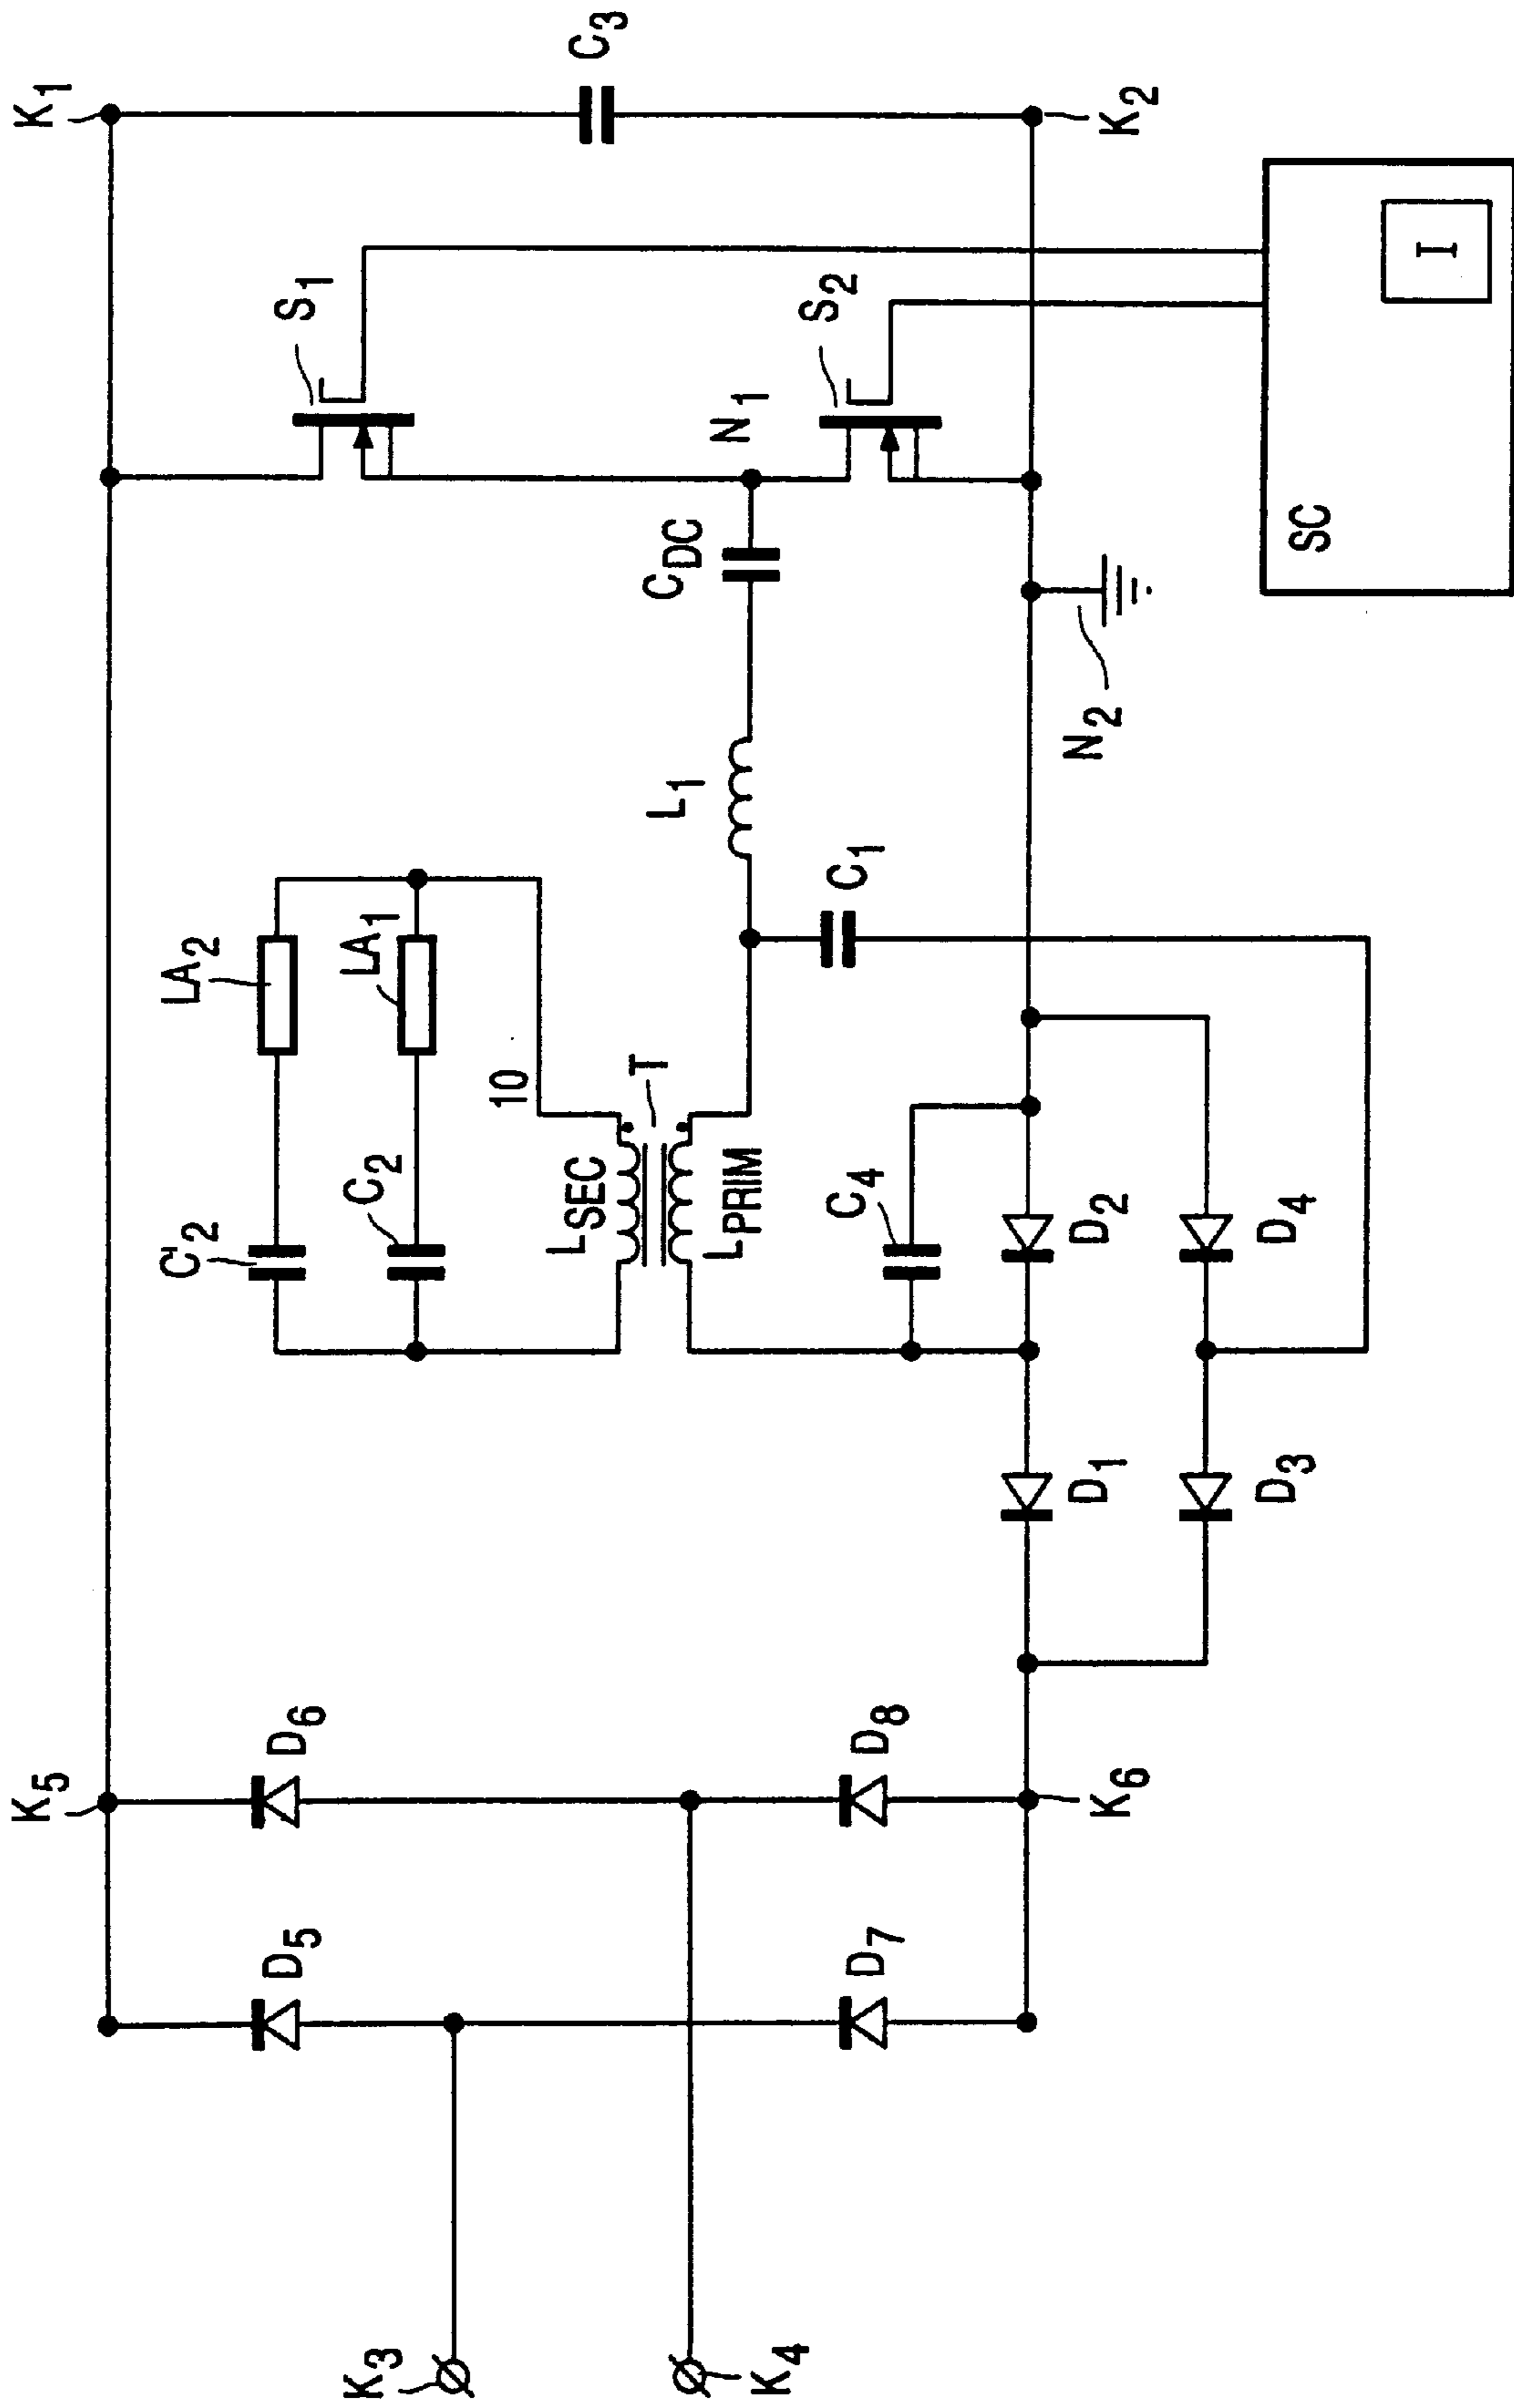 K3
K4
D5
D7
K5
D6
D8
K6
D1
D3
C'2
C2
LSEC
LPRIM
T
10
C4
D2
D4
LA2
LA1
C1
L1
CDC
N1
N2
S1
S2
SC
I
K1
C3
K2